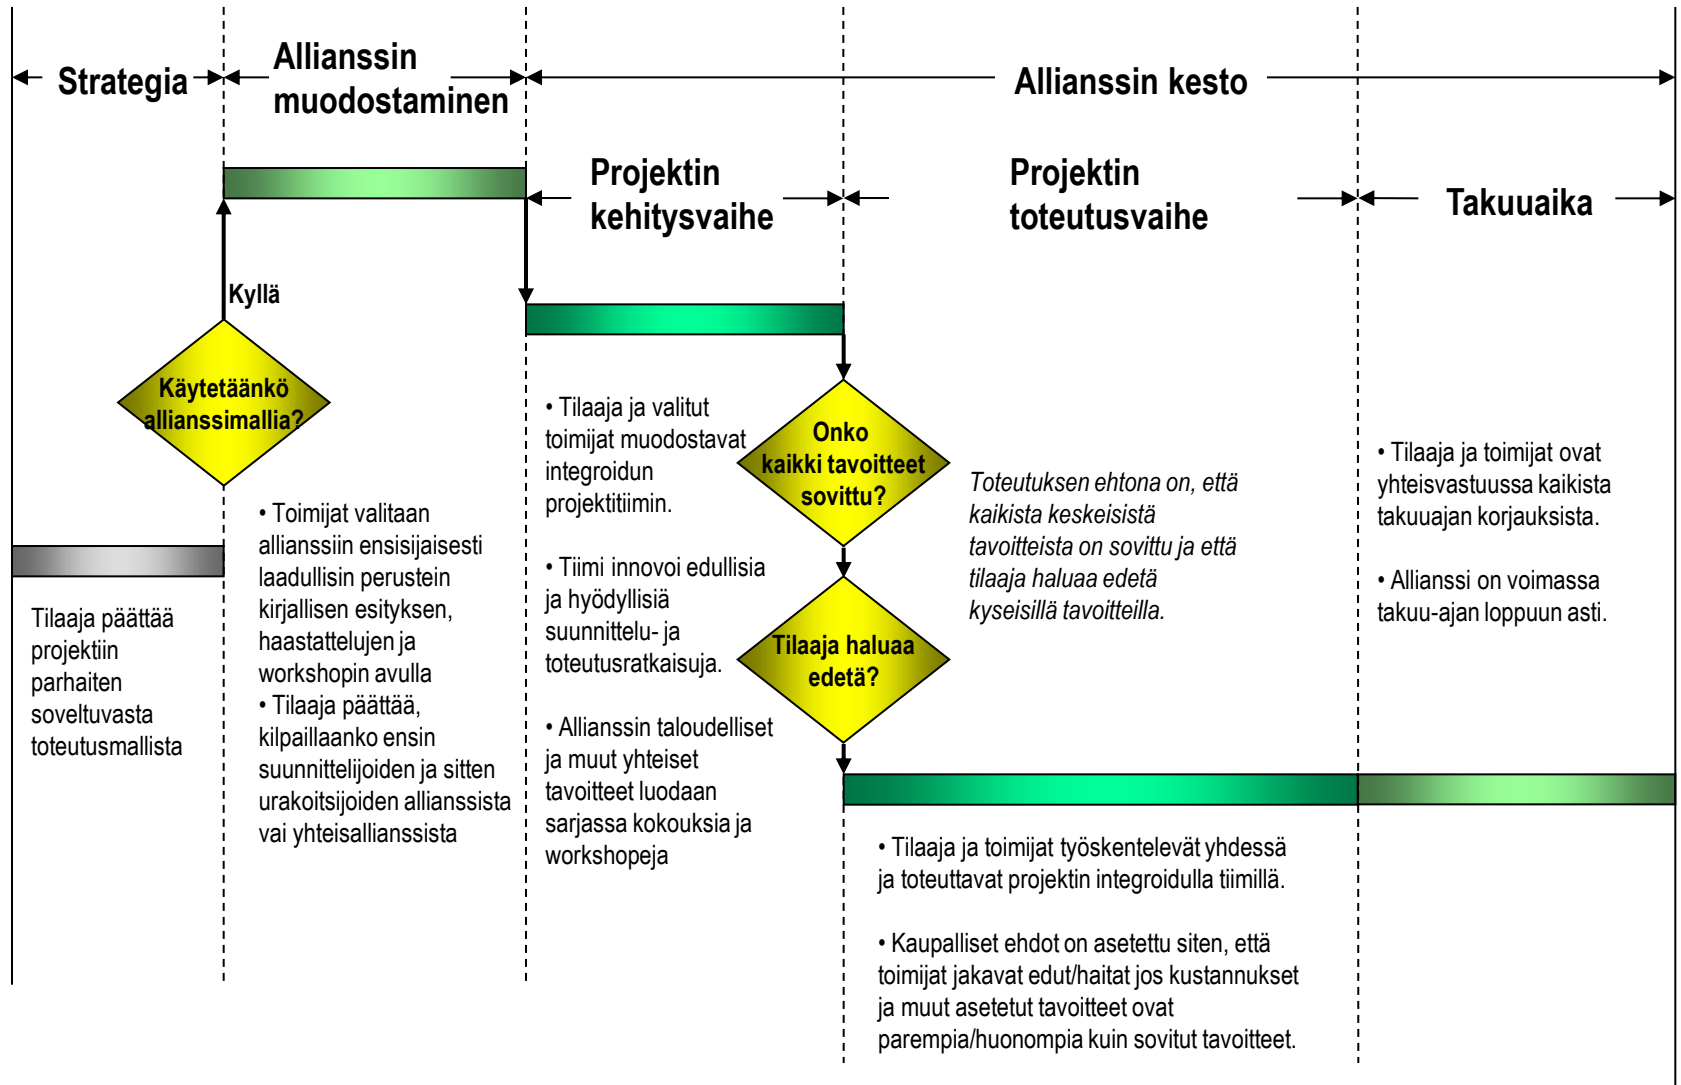 Strategia
Allianssin
muodostaminen
Allianssin kesto
Projektin
kehitysvaihe
Projektin
toteutusvaihe
Takuuaika
Kyllä
Käytetäänkö
allianssimallia?
Tilaaja päättää
projektiin
parhaiten
soveltuvasta
toteutusmallista
• Toimijat valitaan
allianssiin ensisijaisesti
laadullisin perustein
kirjallisen esityksen,
haastattelujen ja
workshopin avulla
• Tilaaja päättää,
kilpaillaanko ensin
suunnittelijoiden ja sitten
urakoitsijoiden allianssista
vai yhteisallianssista
• Tilaaja ja valitut
toimijat muodostavat
integroidun
projektitiimin.
• Tiimi innovoi edullisia
ja hyödyllisiä
suunnittelu- ja
toteutusratkaisuja.
• Allianssin taloudelliset
ja muut yhteiset
tavoitteet luodaan
sarjassa kokouksia ja
workshopeja
Onko
kaikki tavoitteet
sovittu?
Tilaaja haluaa
edetä?
Toteutuksen ehtona on, että
kaikista keskeisistä
tavoitteista on sovittu ja että
tilaaja haluaa edetä
kyseisillä tavoitteilla.
• Tilaaja ja toimijat työskentelevät yhdessä
ja toteuttavat projektin integroidulla tiimillä.
• Kaupalliset ehdot on asetettu siten, että
toimijat jakavat edut/haitat jos kustannukset
ja muut asetetut tavoitteet ovat
parempia/huonompia kuin sovitut tavoitteet.
• Tilaaja ja toimijat ovat
yhteisvastuussa kaikista
takuuajan korjauksista.
• Allianssi on voimassa
takuu-ajan loppuun asti.